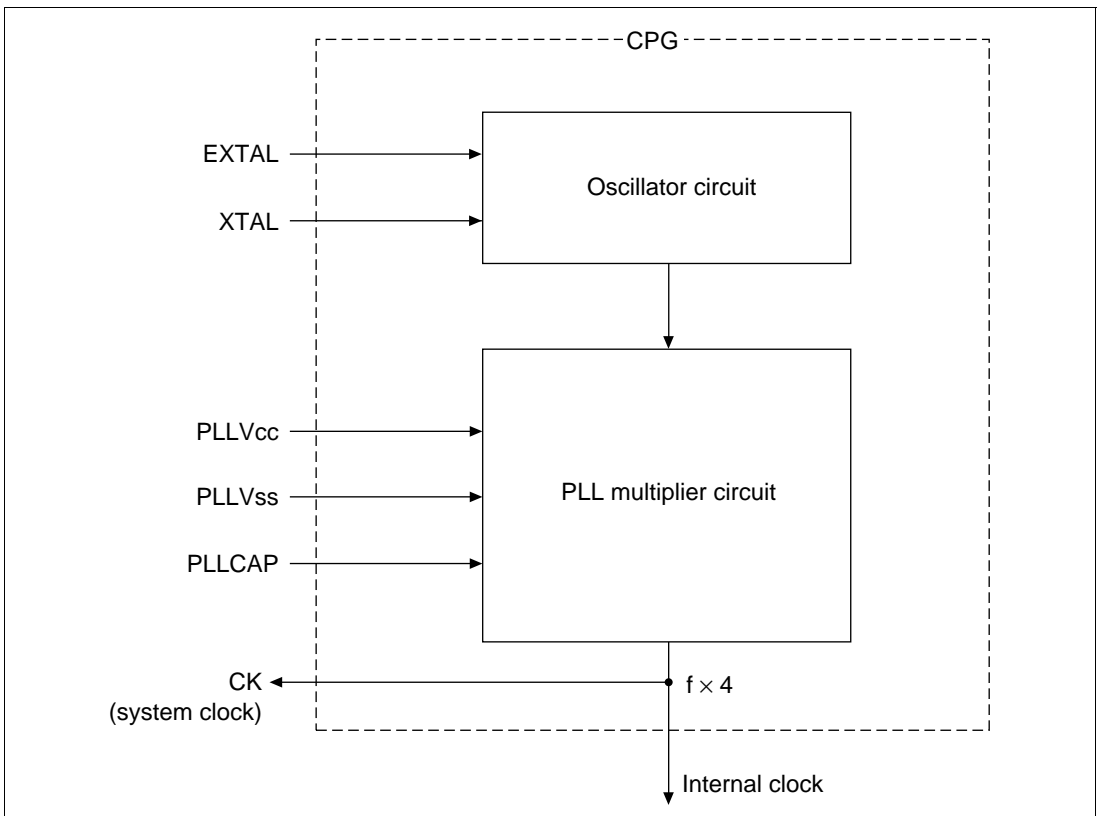 CPG
EXTAL
Oscillator circuit
XTAL
PLLVcc
PLLVss
PLL multiplier circuit
PLLCAP
CK
(system clock)
f × 4
Internal clock